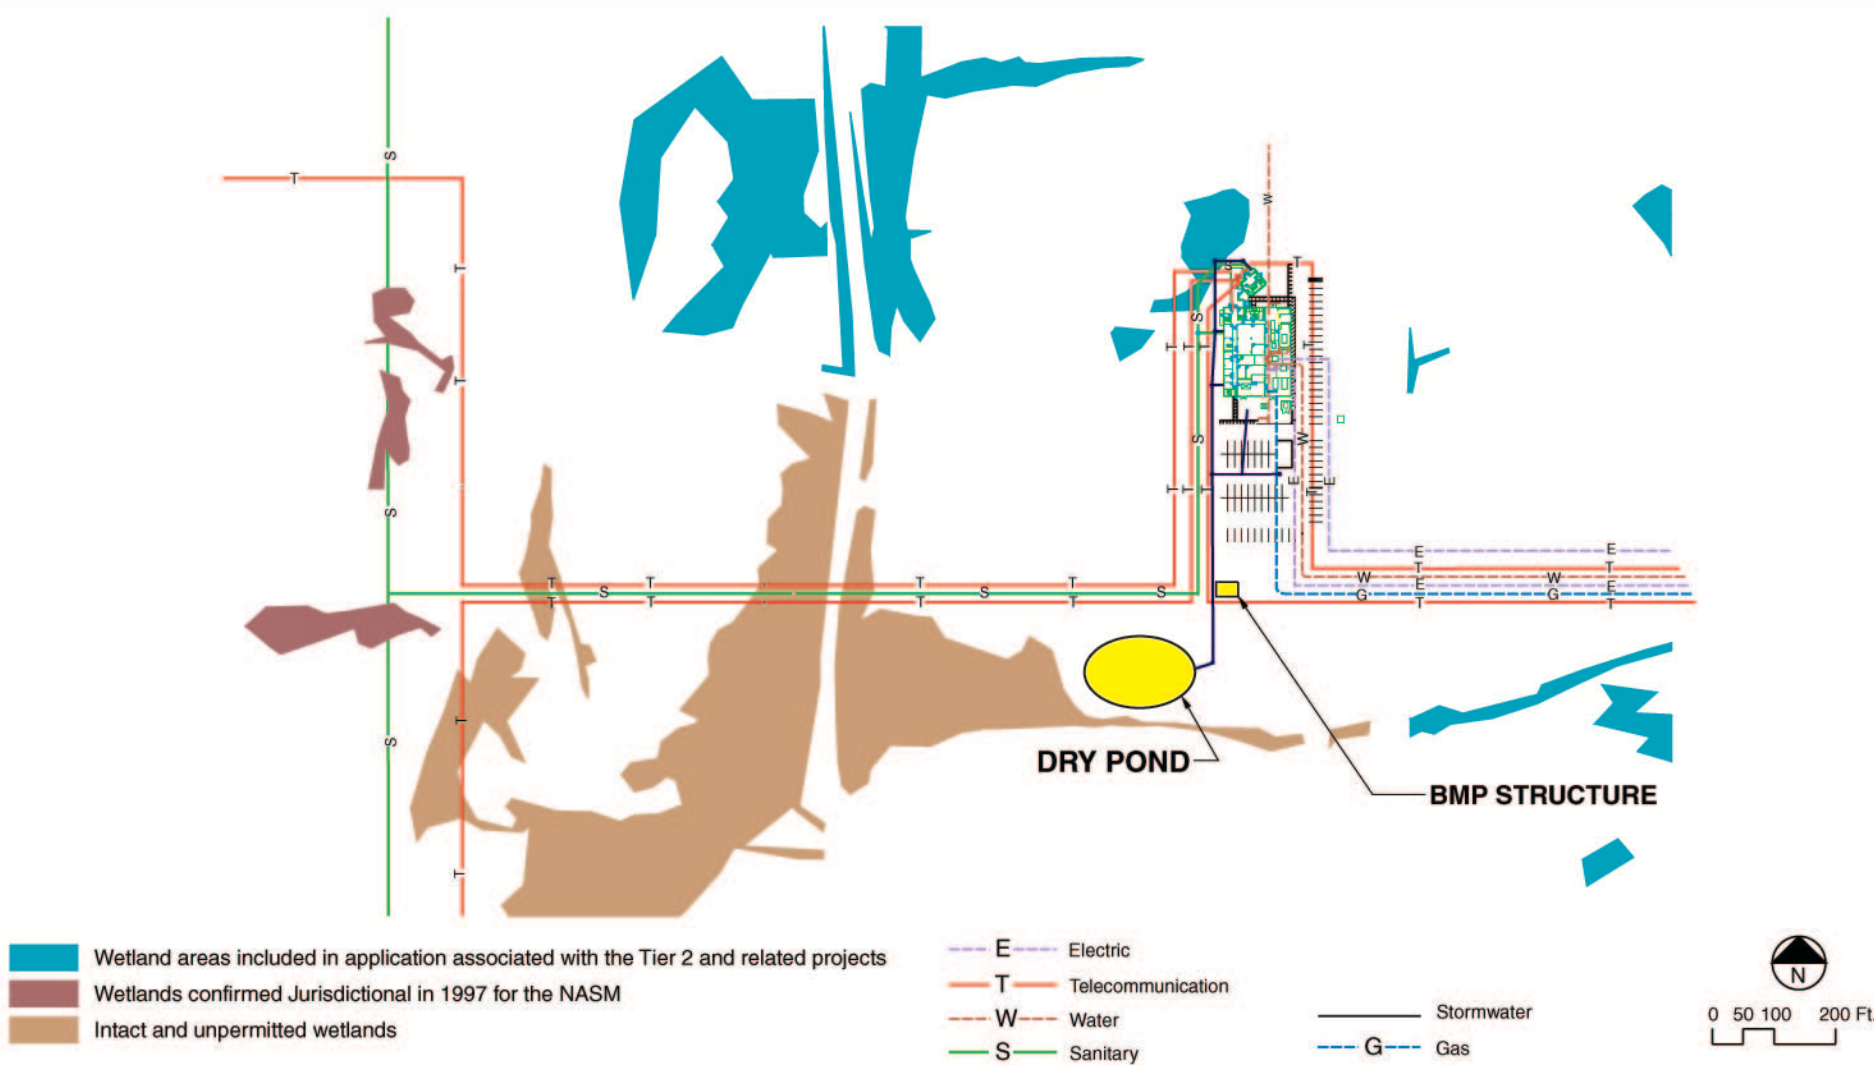 S
T
W
T
T
S
S
T
T T T
T
T
S
W
S
T T T
E
T
E
E
E
T
T
W
W
E
E
G
G
T
T
T
T
T
T
S
S
S
T
T
T
T
T
S
T
DRY POND
BMP STRUCTURE
Wetland areas included in application associated with the Tier 2 and related projects
Wetlands confirmed Jurisdictional in 1997 for the NASM
Intact and unpermitted wetlands
E Electric
T Telecommunication
W Water
S Sanitary
Stormwater
G Gas
N
0 50 100 200 Ft.